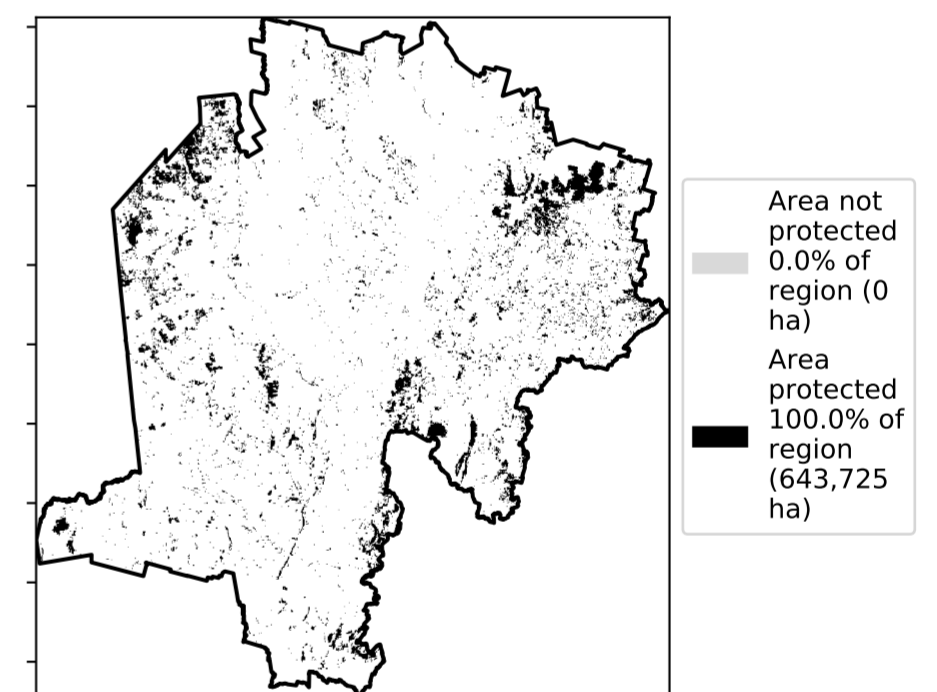 Area not
protected
0.0% of
region (0
ha)
Area
protected
100.0% of
region
(643,725
ha)